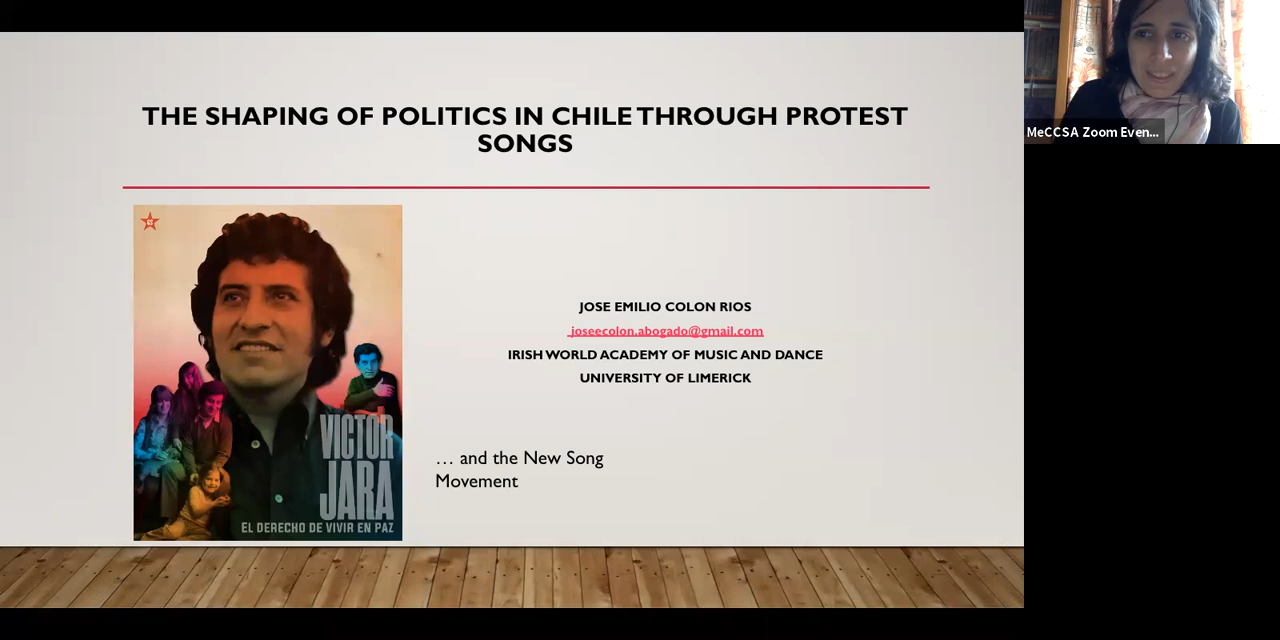 THE SHAPING OF POLITICS IN CHILE THROUGH PROTEST
SONGS
JOSE EMILIO COLON RIOS
joseecolon.abogado@gmail.com
IRISH WORLD ACADEMY OF MUSIC AND DANCE
UNIVERSITY OF LIMERICK
VICTOR
JARA
EL DERECHO DE VIVIR EN PAZ
… and the New Song
Movement
MeCCSA Zoom Even...